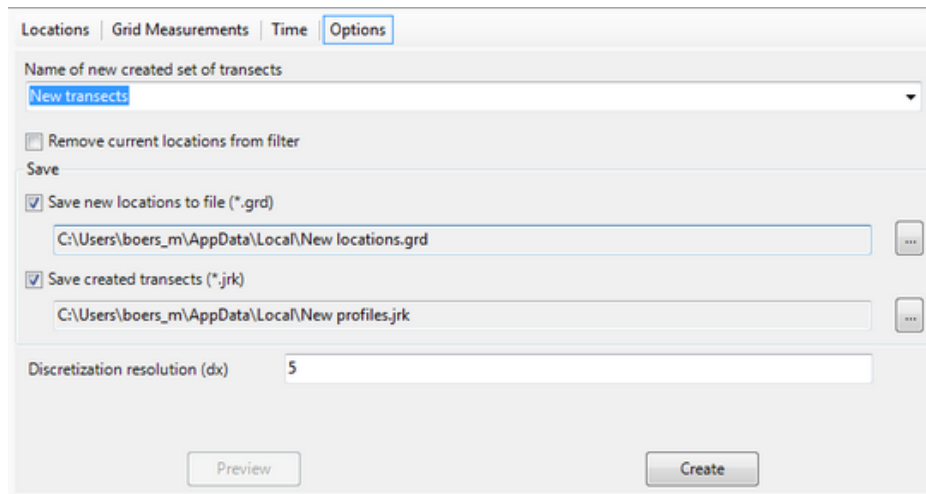 Locations Grid Measurements Time Options
Name of new created set of transects
New transects
Remove current locations from filter
Save
Save new locations to file (*.grd)
C:\Users\boers_m\AppData\Local\New locations.grd
...
Save created transects (*.jrk)
C:\Users\boers_m\AppData\Local\New profiles.jrk
...
Discretization resolution (dx) 5
Preview Create